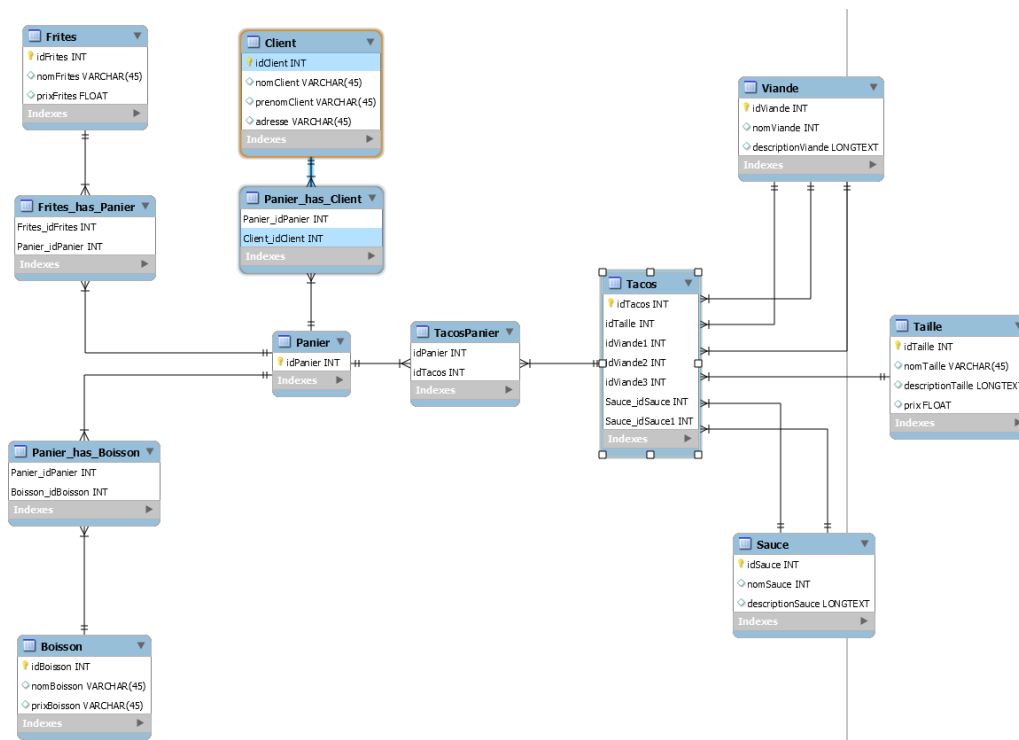 Frites
idFrites INT
nomFrites VARCHAR(45)
prixFrites FLOAT
Indexes
Client
idClient INT
nomClient VARCHAR(45)
prenomClient VARCHAR(45)
adresse VARCHAR(45)
Indexes
Viande
idViande INT
nomViande INT
descriptionViande LONGTEXT
Indexes
Frites_has_Panier
Frites_idFrites INT
Panier_idPanier INT
Indexes
Panier_has_Client
Panier_idPanier INT
Client_idClient INT
Indexes
Tacos
idTacos INT
idTaille INT
idViande1 INT
idViande2 INT
idViande3 INT
Sauce_idSauce INT
Sauce_idSauce1 INT
Indexes
Panier
idPanier INT
Indexes
TacosPanier
idPanier INT
idTacos INT
Indexes
Taille
idTaille INT
nomTaille VARCHAR(45)
descriptionTaille LONGTEXT
prix FLOAT
Indexes
Panier_has_Boisson
Panier_idPanier INT
Boisson_idBoisson INT
Indexes
Sauce
idSauce INT
nomSauce INT
descriptionSauce LONGTEXT
Indexes
Boisson
idBoisson INT
nomBoisson VARCHAR(45)
prixBoisson VARCHAR(45)
Indexes